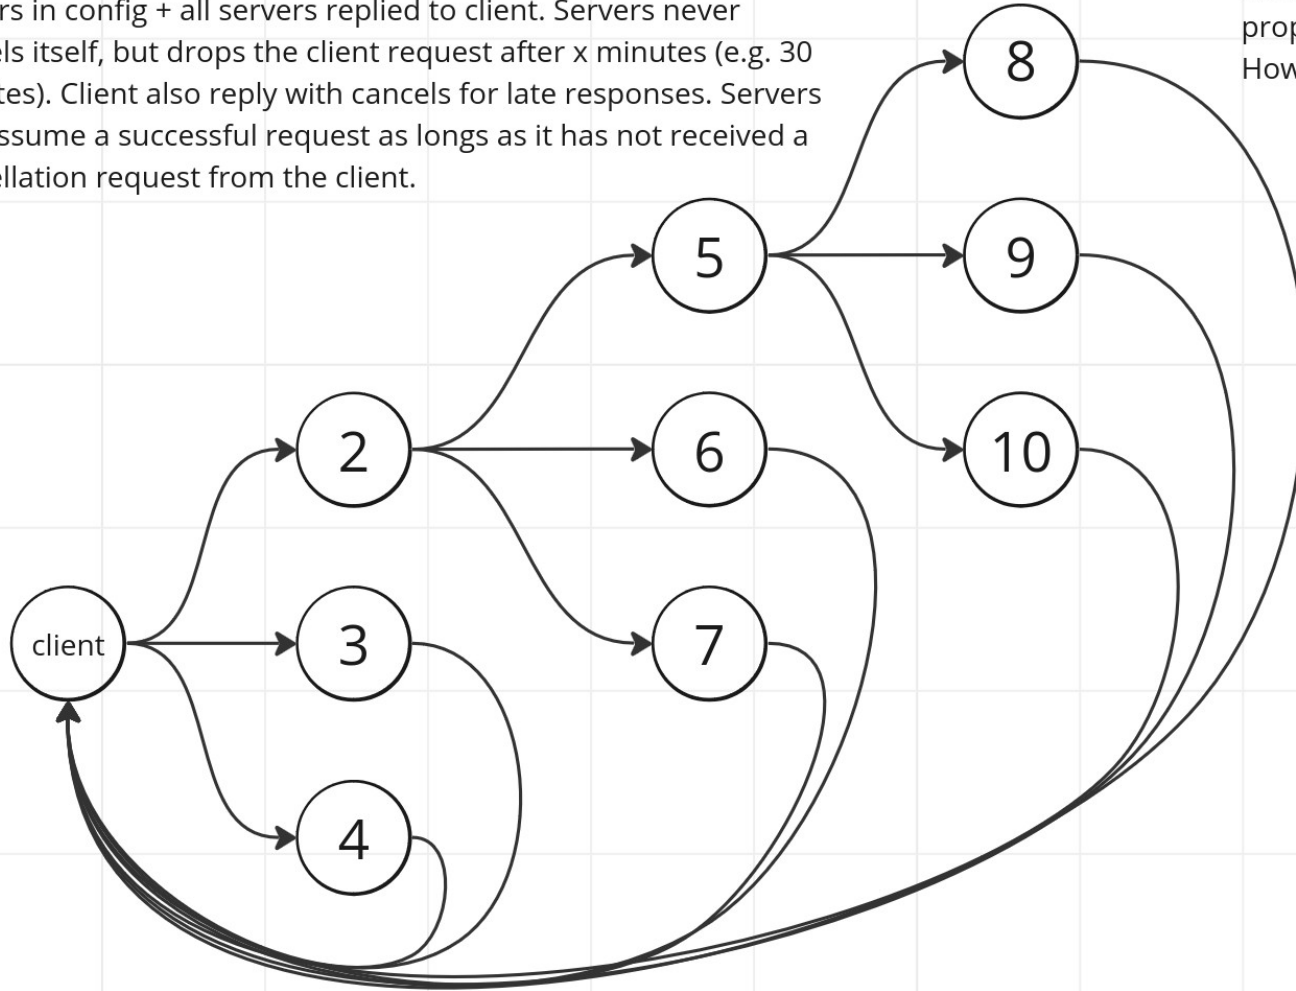 rs in config + all servers replied to client. Servers never
els itself, but drops the client request after x minutes (e.g. 30
tes). Client also reply with cancels for late responses. Servers
ssume a successful request as longs as it has not received a
ellation request from the client.
prop
How
8
5
9
2
6
10
client
3
7
4